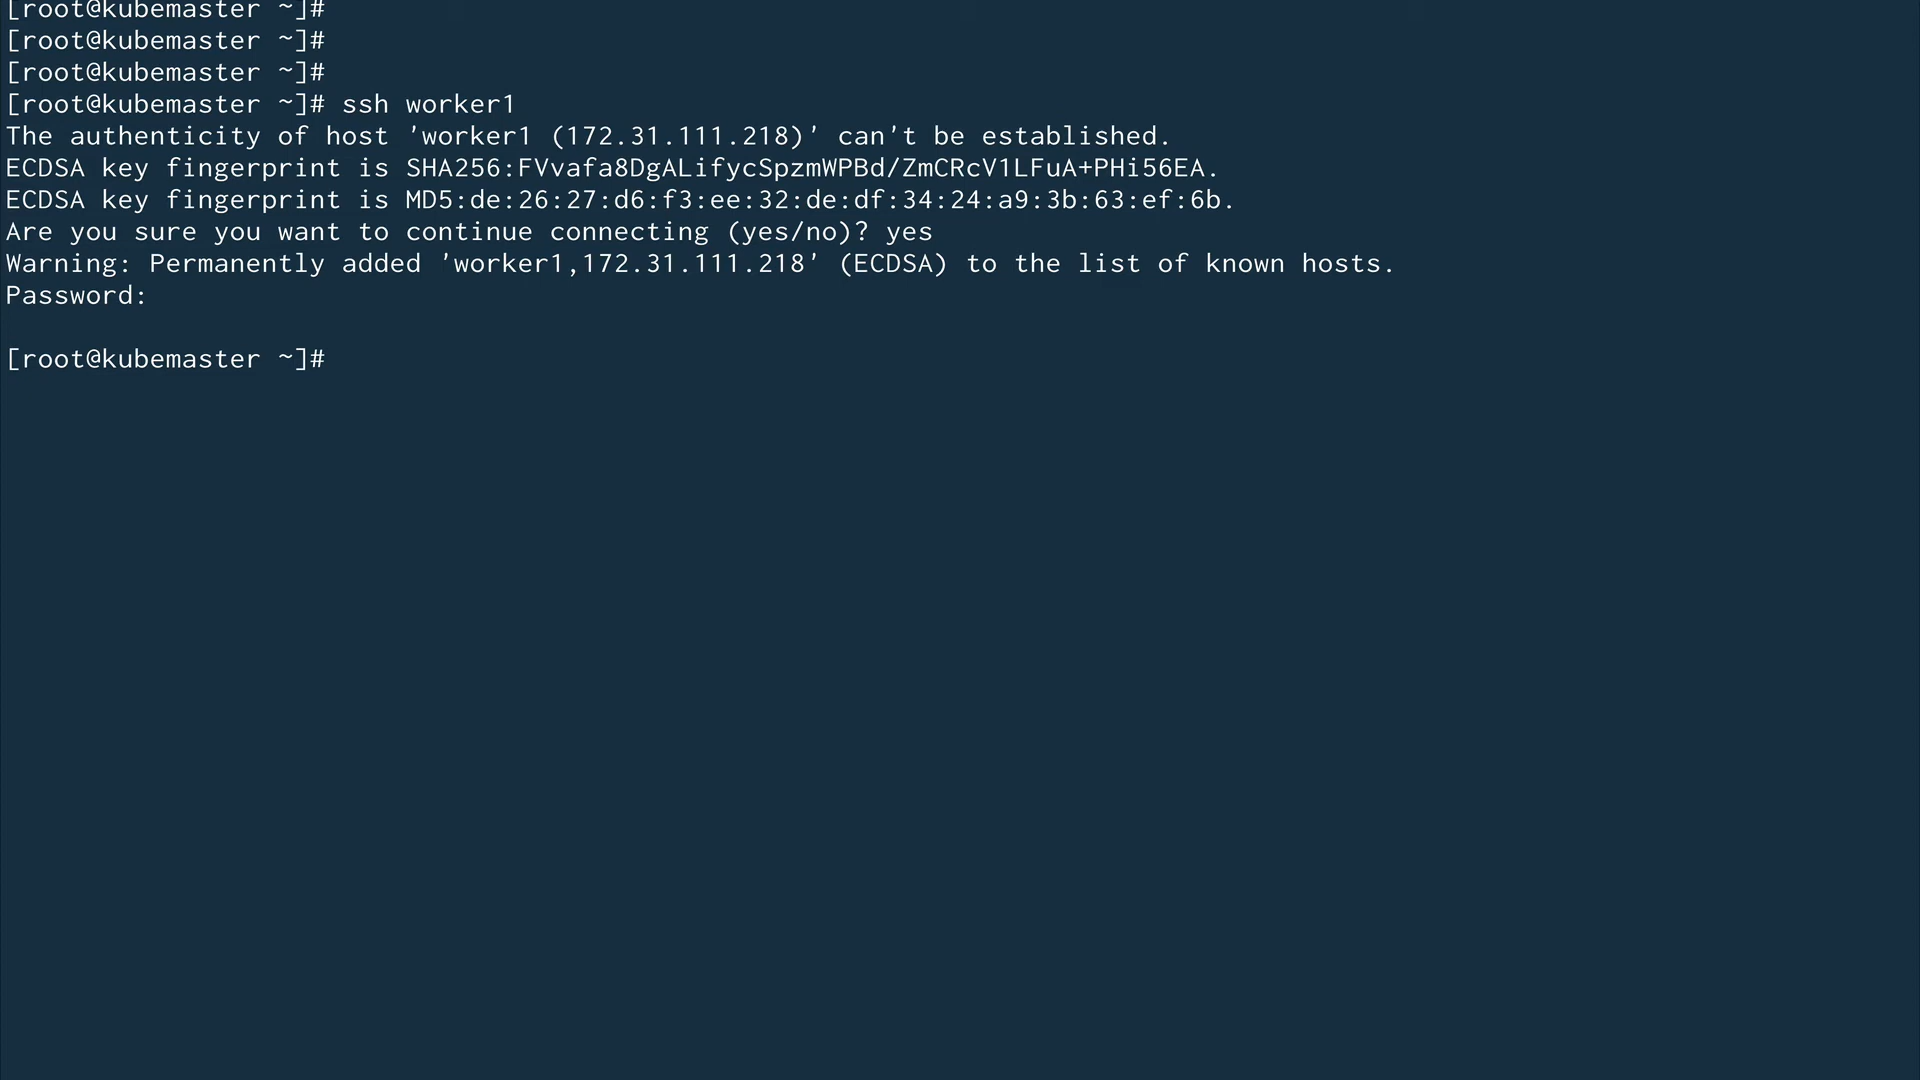 [root@kubemaster ~]#
[root@kubemaster ~]#
[root@kubemaster ~]#
[root@kubemaster ~]# ssh worker1
The authenticity of host 'worker1 (172.31.111.218)' can't be established.
ECDSA key fingerprint is SHA256:FVvafa8DgALifycSpzmWPBd/ZmCRcV1LFuA+PHi56EA.
ECDSA key fingerprint is MD5:de:26:27:d6:f3:ee:32:de:df:34:24:a9:3b:63:ef:6b.
Are you sure you want to continue connecting (yes/no)? yes
Warning: Permanently added 'worker1,172.31.111.218' (ECDSA) to the list of known hosts.
Password:
[root@kubemaster ~]#